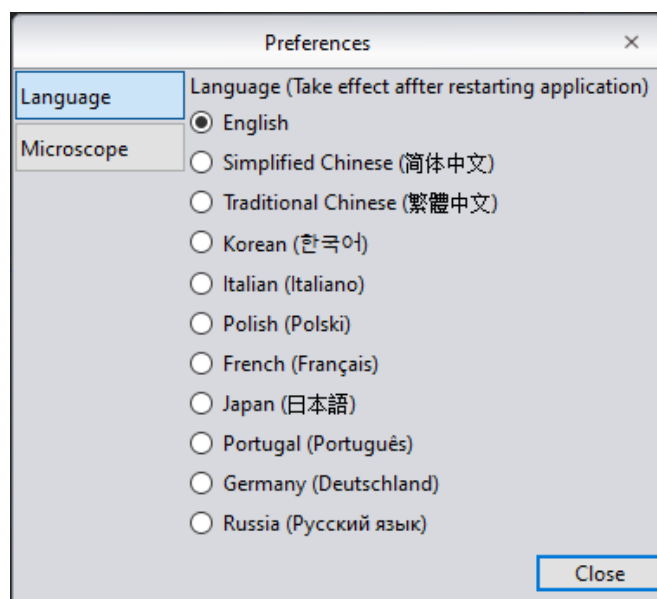 Preferences
Language
Microscope
Language (Take effect affter restarting application)
English
Simplified Chinese (简体中文)
Traditional Chinese (繁體中文)
Korean (한국어)
Italian (Italiano)
Polish (Polski)
French (Français)
Japan (日本語)
Portugal (Português)
Germany (Deutschland)
Russia (Русский язык)
Close